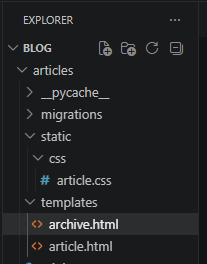 EXPLORER
BLOG
articles
__pycache__
migrations
static
css
# article.css
templates
<> archive.html
<> article.html